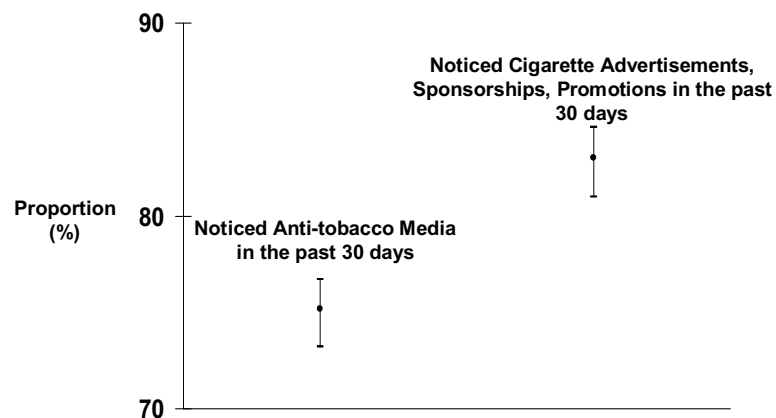 90
Noticed Cigarette Advertisements,
Sponsorships, Promotions in the past
30 days
Proportion
(%)
80
Noticed Anti-tobacco Media
in the past 30 days
70